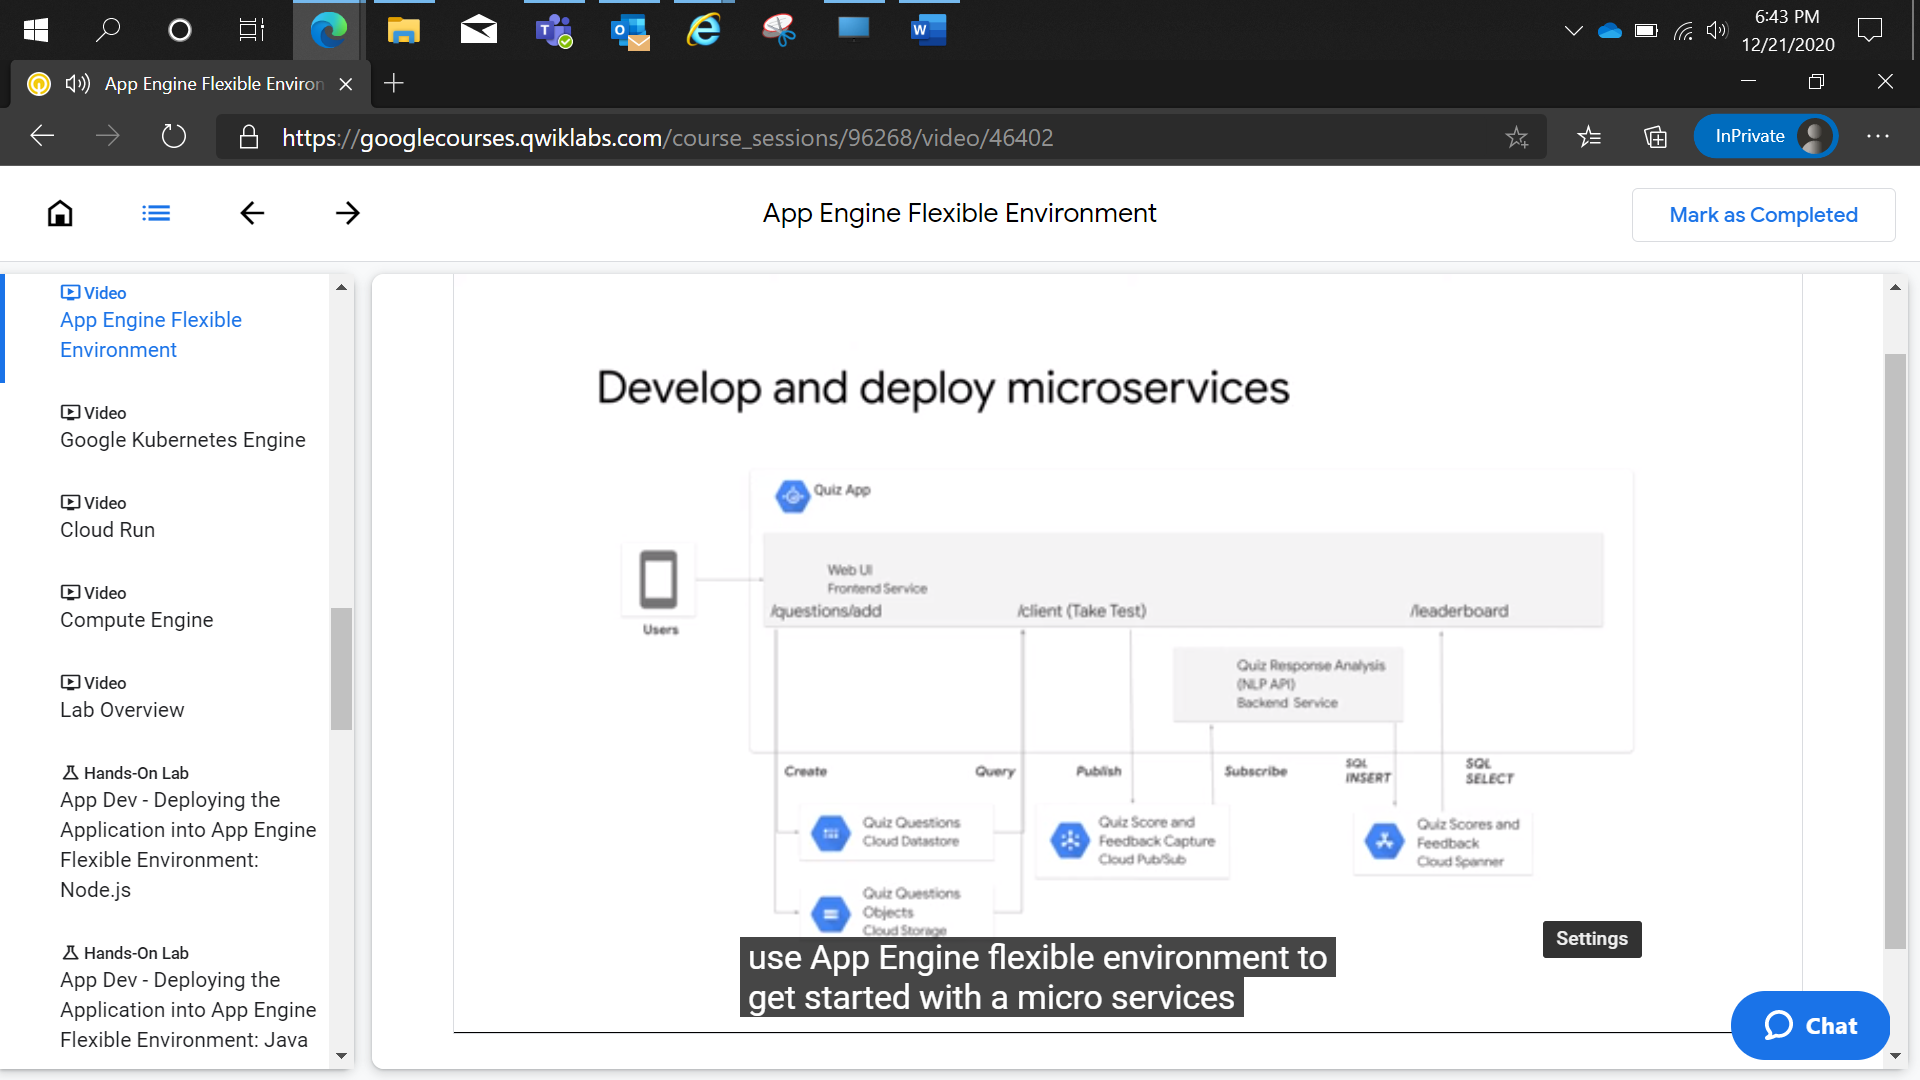 6:43 PM
12/21/2020
App Engine Flexible Environ
https://googlecourses.qwiklabs.com/course_sessions/96268/video/46402
InPrivate
App Engine Flexible Environment
Mark as Completed
Video
App Engine Flexible
Environment
Video
Google Kubernetes Engine
Video
Cloud Run
Video
Compute Engine
Video
Lab Overview
Hands-On Lab
App Dev - Deploying the
Application into App Engine
Flexible Environment:
Node.js
Hands-On Lab
App Dev - Deploying the
Application into App Engine
Flexible Environment: Java
Develop and deploy microservices
Quiz App
Web UI
Frontend Service
/questions/add
/client (Take Test)
/leaderboard
Users
Quiz Response Analysis
(NLP API)
Backend Service
Create
Query
Publish
Subscribe
SQL
INSERT
SQL
SELECT
Quiz Questions
Cloud Datastore
Quiz Score and
Feedback Capture
Cloud Pub/Sub
Quiz Scores and
Feedback
Cloud Spanner
Quiz Questions
Objects
Cloud Storage
use App Engine flexible environment to
get started with a micro services
Settings
Chat